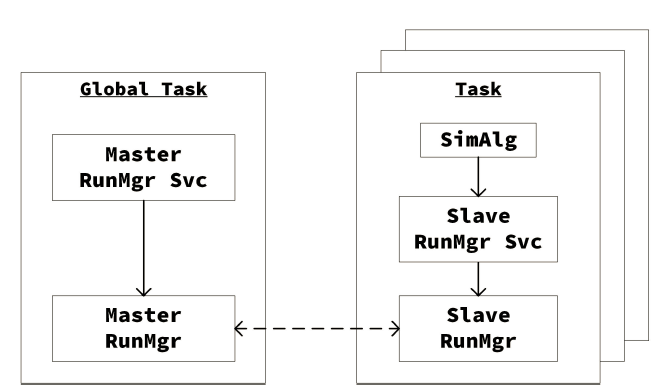 Global Task
Master
RunMgr Svc
Master
RunMgr
Task
SimAlg
Slave
RunMgr Svc
Slave
RunMgr